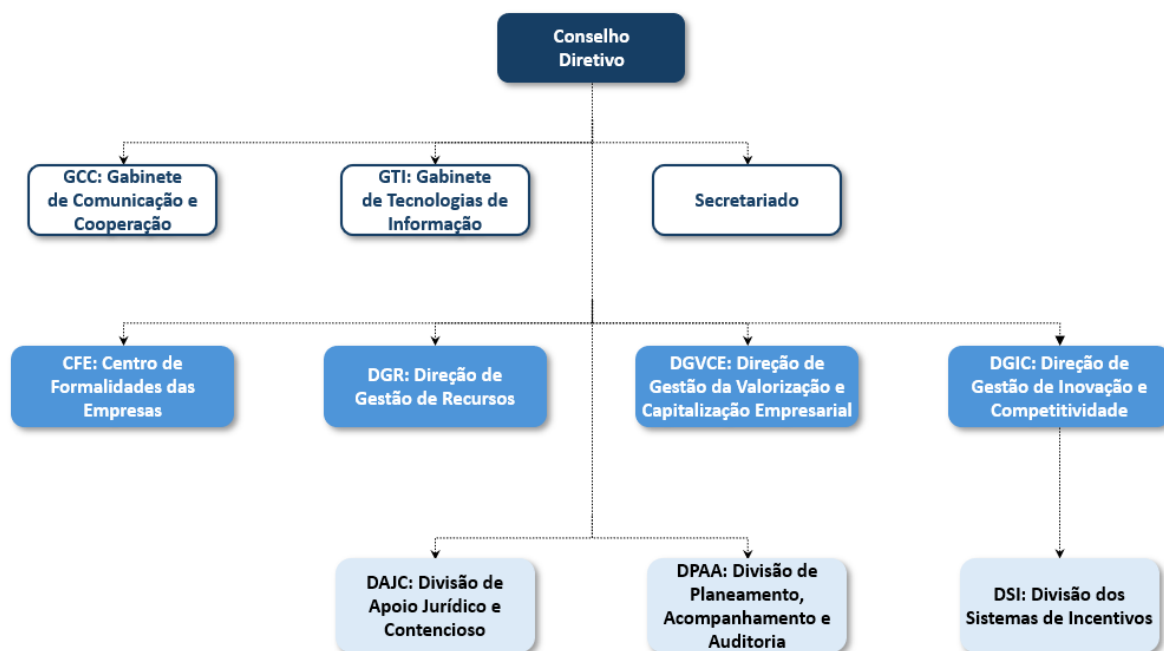 Conselho
Diretivo
GCC: Gabinete
de Comunicação e
Cooperação
GTI: Gabinete
de Tecnologias de
Informação
Secretariado
CFE: Centro de
Formalidades das
Empresas
DGR: Direção de
Gestão de Recursos
DGVCE: Direção de
Gestão da Valorização e
Capitalização Empresarial
DGIC: Direção de
Gestão de Inovação e
Competitividade
DAJC: Divisão de
Apoio Jurídico e
Contencioso
DPAA: Divisão de
Planeamento,
Acompanhamento e
Auditoria
DSI: Divisão dos
Sistemas de Incentivos